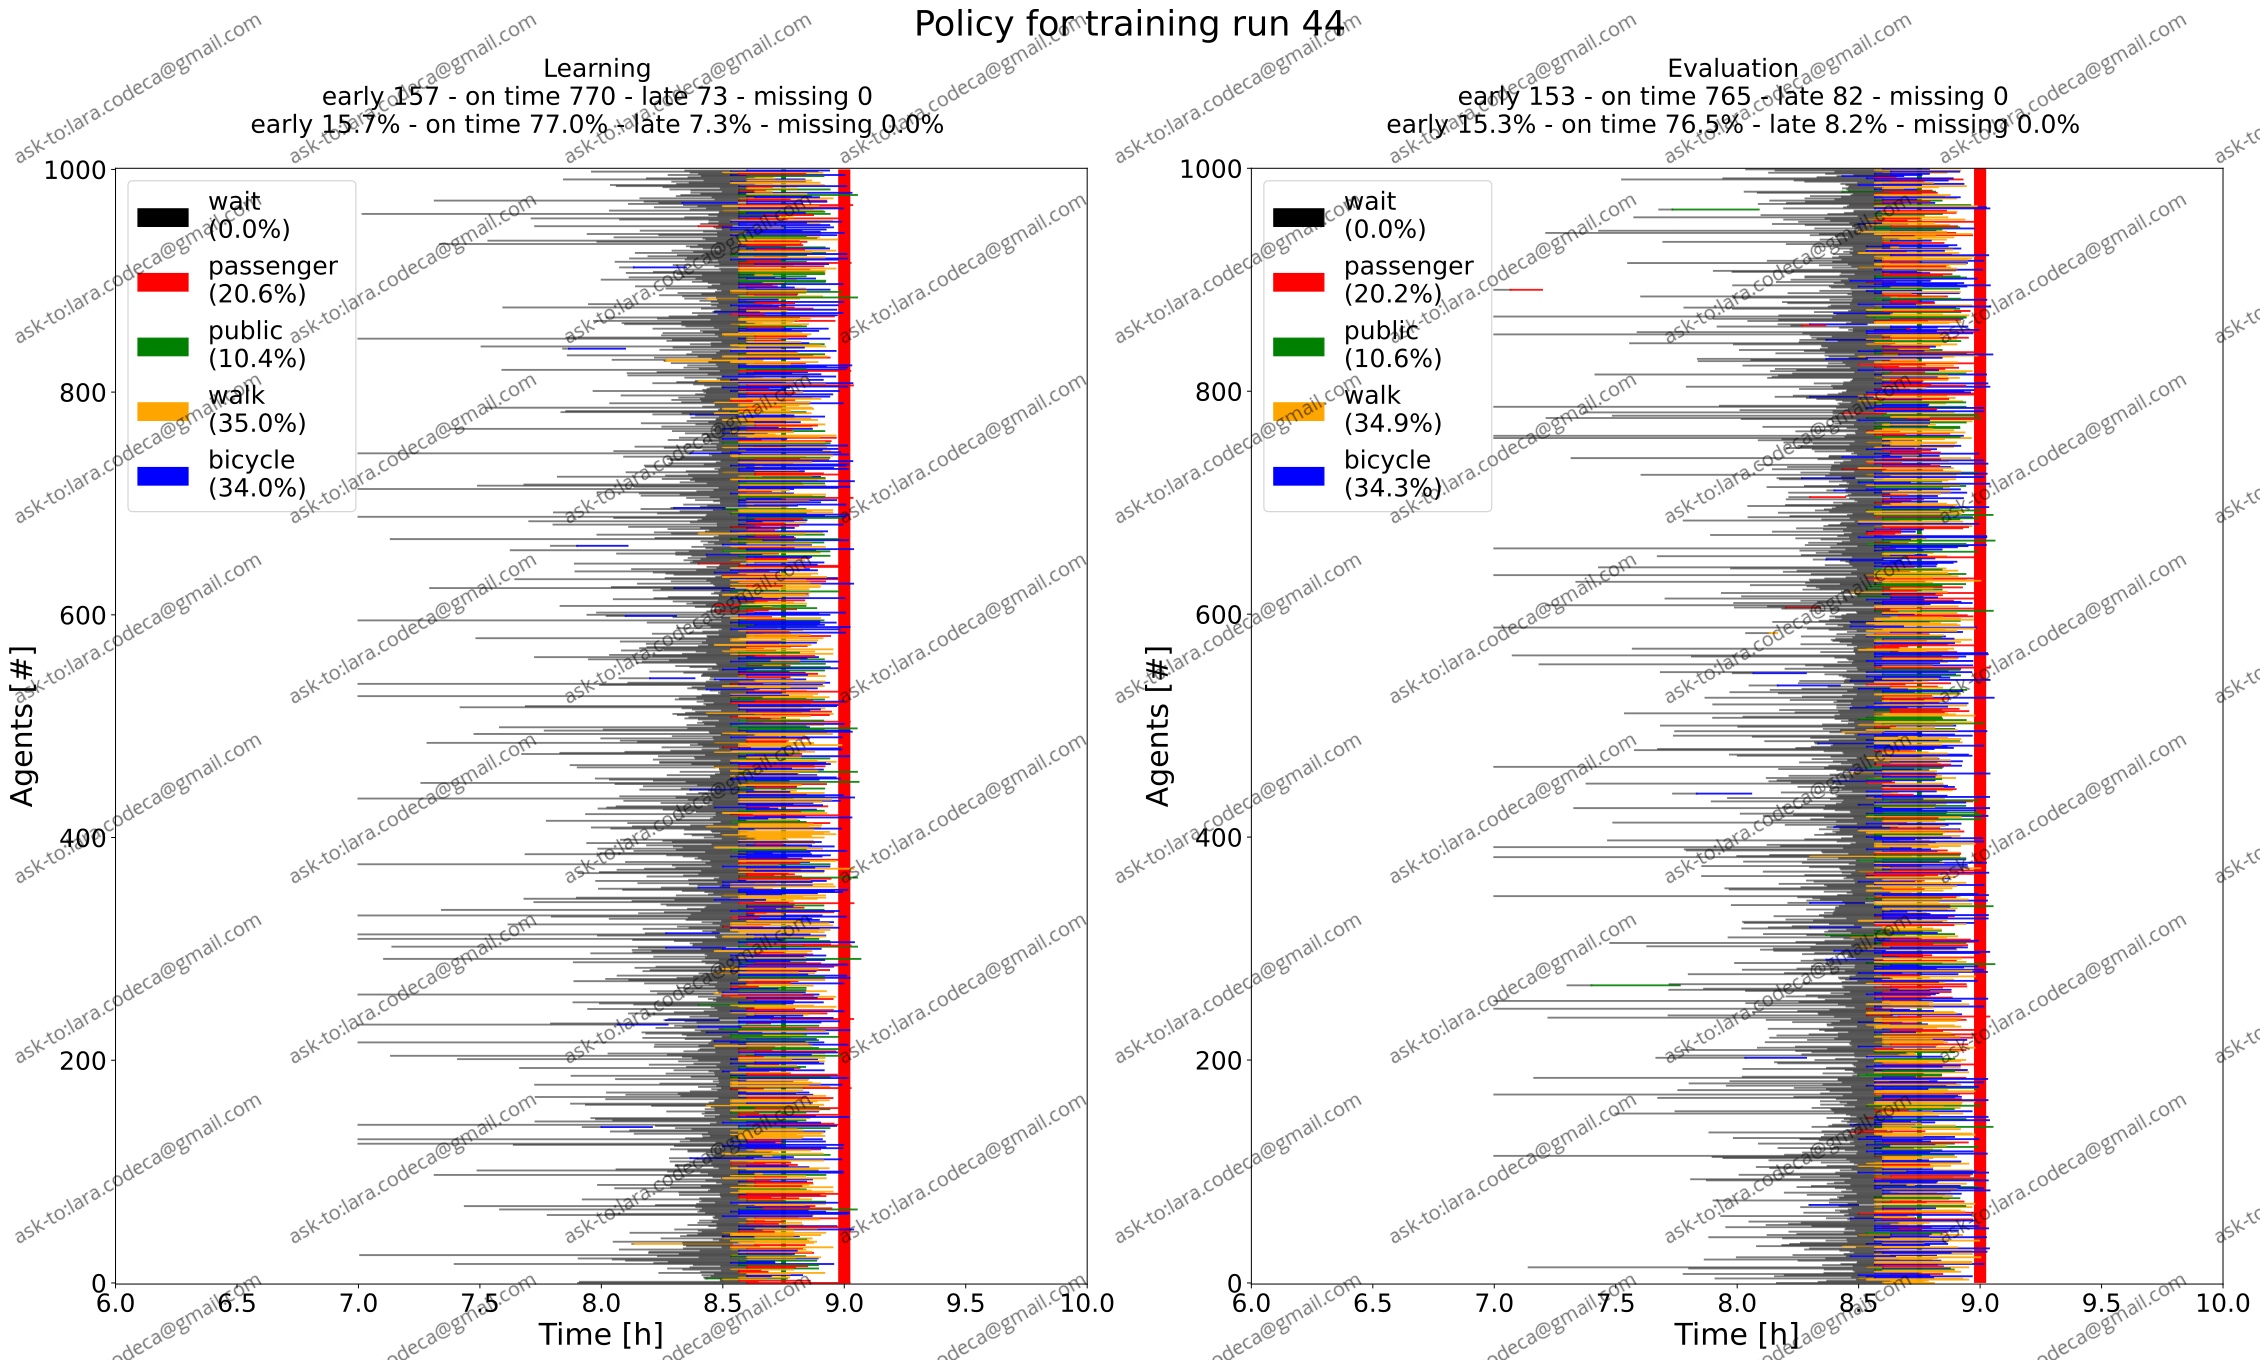 Policy for training run 44
Learning
early 157 - on time 770 - late 73 - missing 0
early 15.7% - on time 77.0% - late 7.3% - missing 0.0%
1000
800
600
400
200
0
Agents [#]
wait
(0.0%)
passenger
(20.6%)
public
(10.4%)
walk
(35.0%)
bicycle
(34.0%)
6.0 6.5 7.0 7.5 8.0 8.5 9.0 9.5 10.0
Time [h]
Evaluation
early 153 - on time 765 - late 82 - missing 0
early 15.3% - on time 76.5% - late 8.2% - missing 0.0%
1000
800
600
400
200
0
Agents [#]
wait
(0.0%)
passenger
(20.2%)
public
(10.6%)
walk
(34.9%)
bicycle
(34.3%)
6.0 6.5 7.0 7.5 8.0 8.5 9.0 9.5 10.0
Time [h]
ask-to:lara.codeca@gmail.com